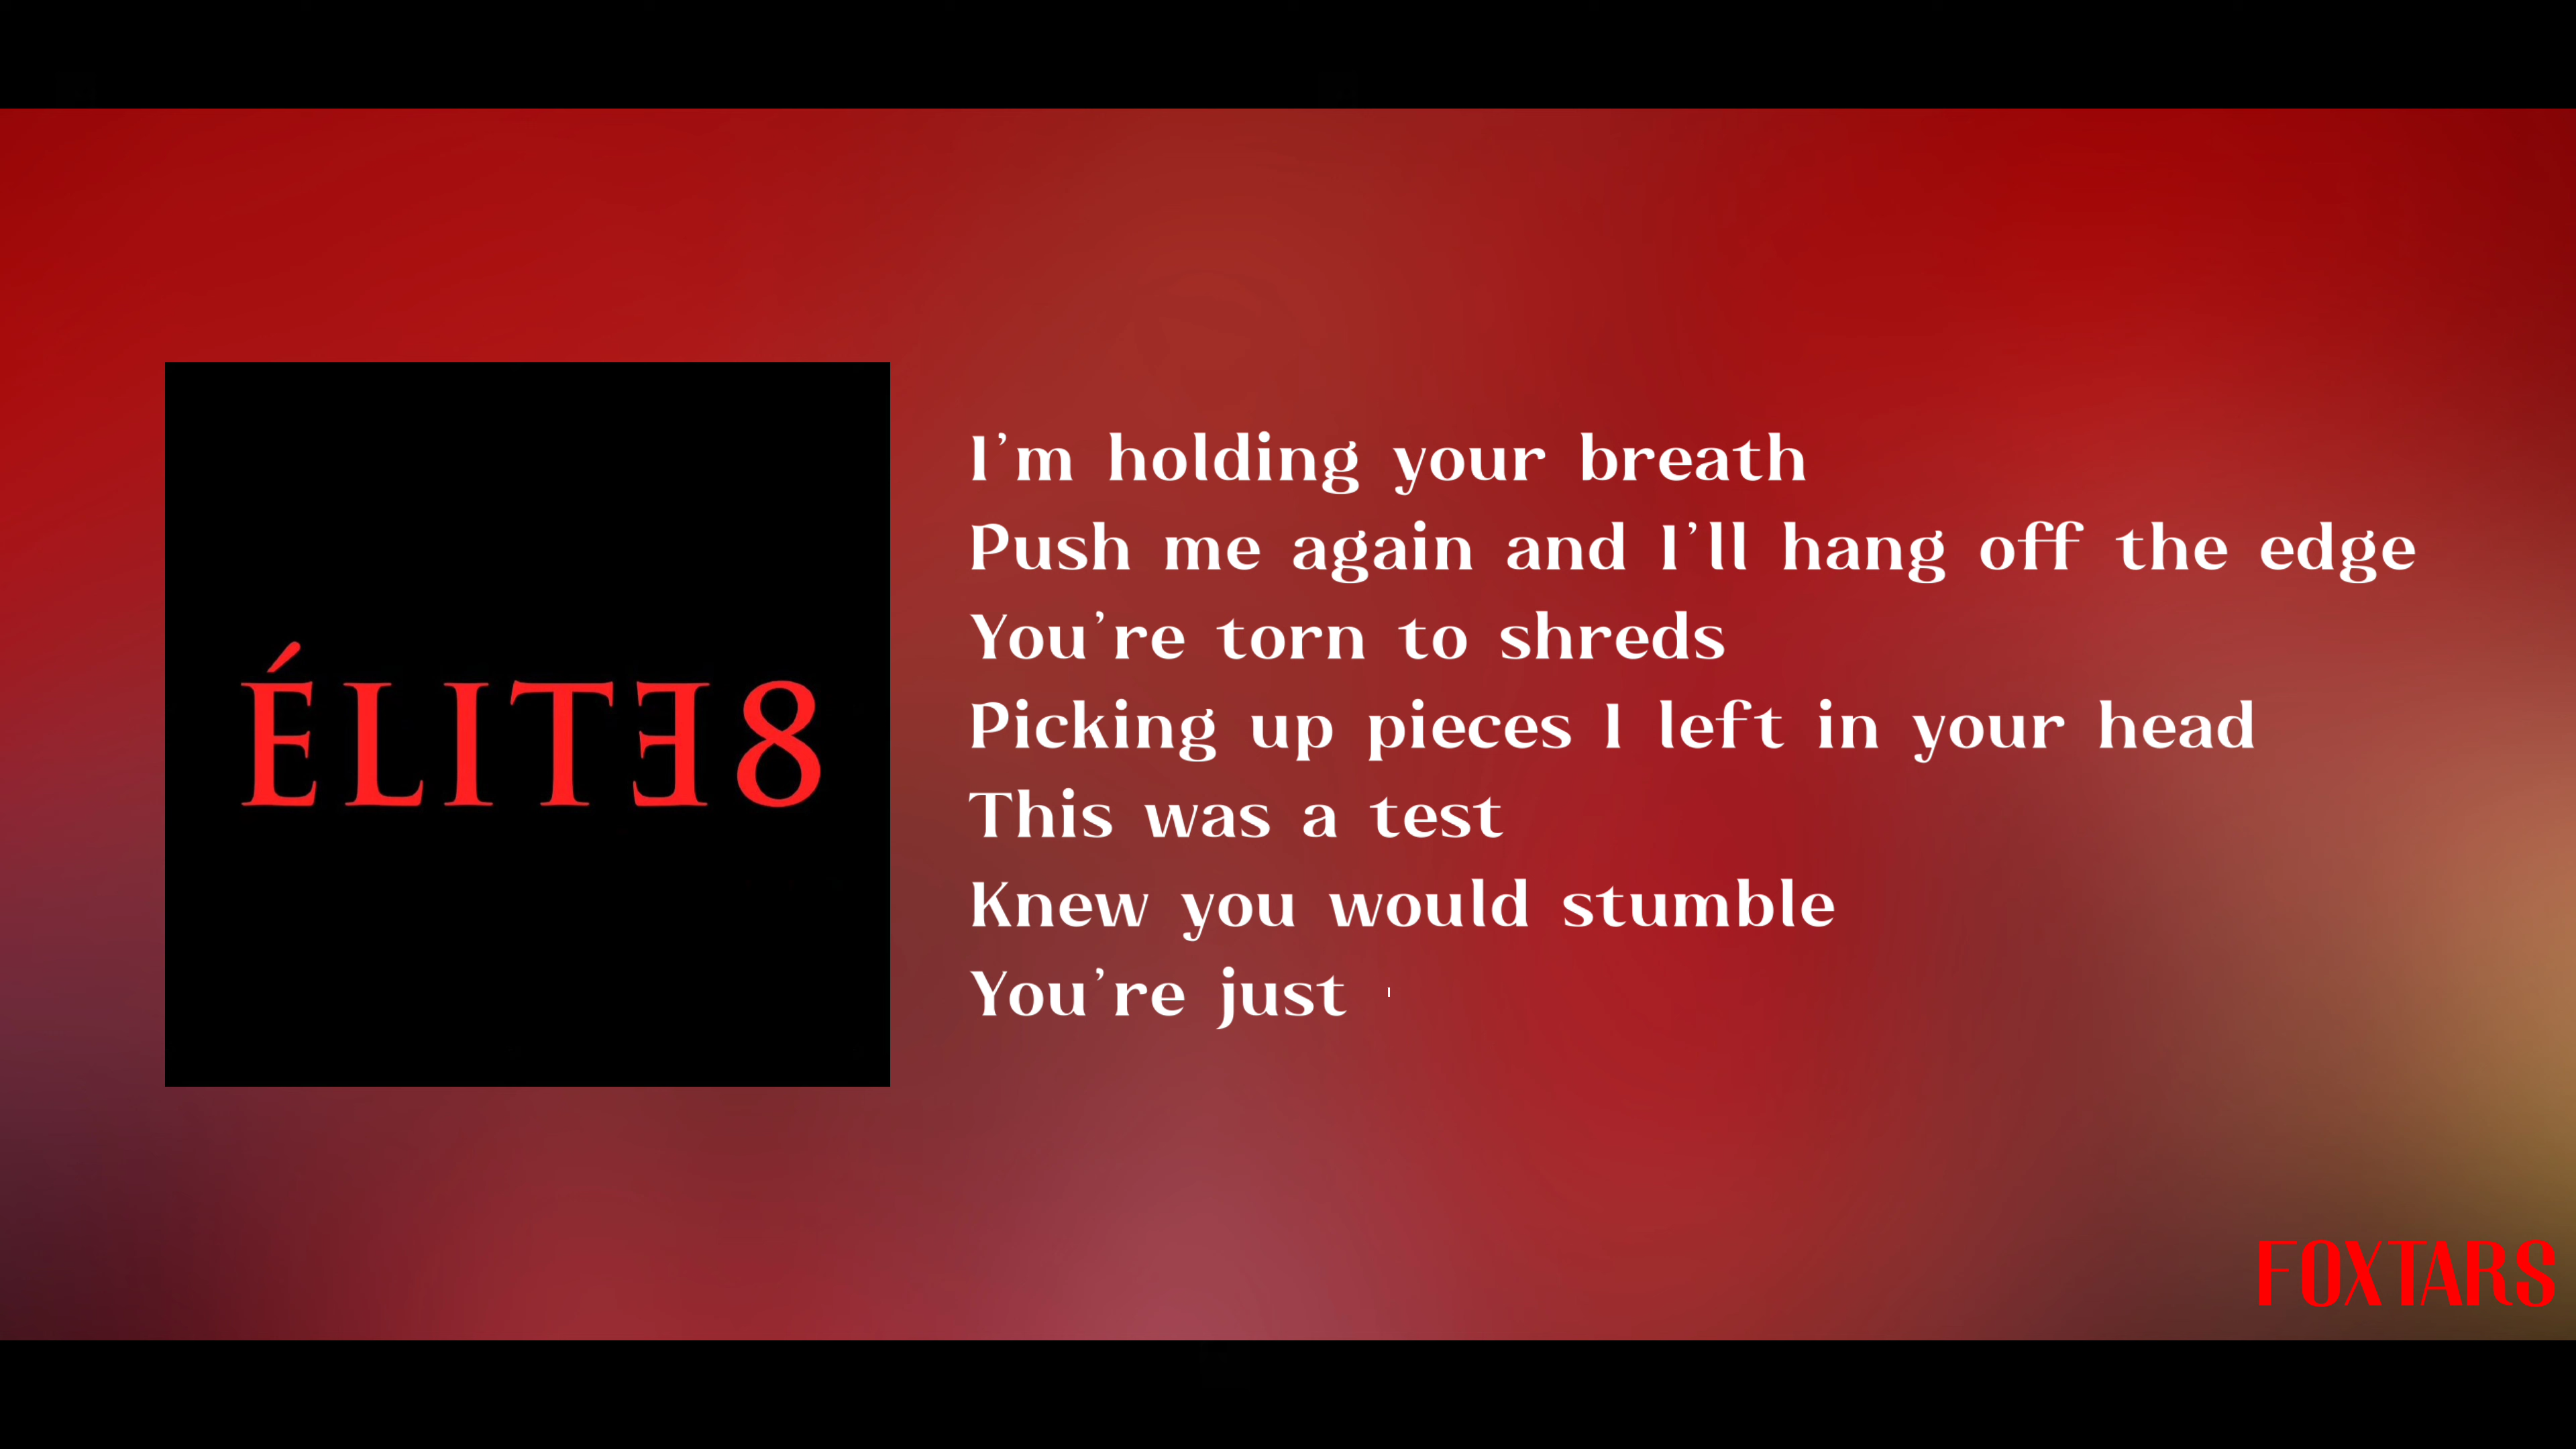 ÉLITƎ8
I'm holding your breath
Push me again and I'll hang off the edge
You're torn to shreds
Picking up pieces I left in your head
This was a test
Knew you would stumble
You're just
FOXTARS